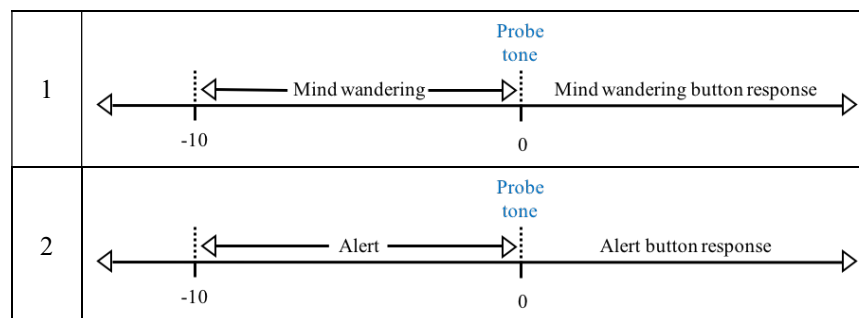 Probe
tone
1
Mind wandering
Mind wandering button response
-10
0
Probe
tone
2
Alert
Alert button response
-10
0